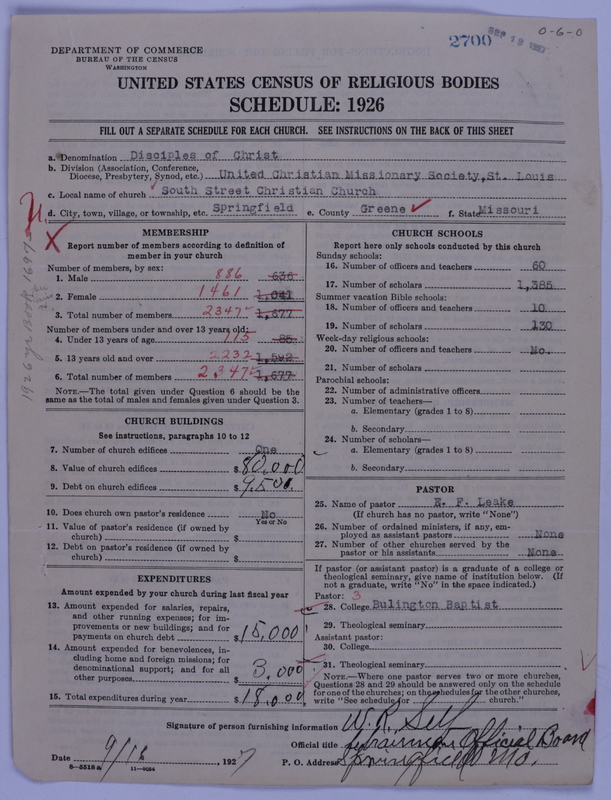 2700 SEP 19 1927 0-6-0
DEPARTMENT OF COMMERCE
BUREAU OF THE CENSUS
WASHINGTON
UNITED STATES CENSUS OF RELIGIOUS BODIES
SCHEDULE: 1926
FILL OUT A SEPARATE SCHEDULE FOR EACH CHURCH. SEE INSTRUCTIONS ON THE BACK OF THIS SHEET
a. Denomination Disciples of Christ
b. Division (Association, Conference, Diocese, Presbytery, Synod, etc.) United Christian Missionary Society, St. Louis
c. Local name of church South Street Christian Church
d. City, town, village, or township, etc. Springfield e. County Greene f. State Missouri
MEMBERSHIP
Report number of members according to definition of
member in your church
Number of members, by sex:
1. Male 886 636
2. Female 1461 1,041
3. Total number of members 2347 1,677
Number of members under and over 13 years old:
4. Under 13 years of age 115 85
5. 13 years old and over 2232 1,592
6. Total number of members 2347 1,677
NOTE.—The total given under Question 6 should be
same as the total of males and females given under Question 3.
CHURCH BUILDINGS
See instructions, paragraphs 10 to 12
7. Number of church edifices One
8. Value of church edifices $ 80,000
9. Debt on church edifices $ 9,500.
10. Does church own pastor's residence No
Yes or No
11. Value of pastor's residence (if owned by
church) $
12. Debt on pastor's residence (if owned by
church) $
EXPENDITURES
Amount expended by your church during last fiscal year
13. Amount expended for salaries, repairs,
and other running expenses; for im-
provements or new buildings; and for
payments on church debt $ 15,000
14. Amount expended for benevolences, in-
cluding home and foreign missions; for
denominational support; and for all
other purposes $ 3,000
15. Total expenditures during year $ 18,000
CHURCH SCHOOLS
Report here only schools conducted by this church
Sunday schools:
16. Number of officers and teachers 60
17. Number of scholars 1,385
Summer vacation Bible schools:
18. Number of officers and teachers 10
19. Number of scholars 130
Week-day religious schools:
20. Number of officers and teachers No.
21. Number of scholars
Parochial schools:
22. Number of administrative officers
23. Number of teachers—
a. Elementary (grades 1 to 8)
b. Secondary
24. Number of scholars—
a. Elementary (grades 1 to 8)
b. Secondary
PASTOR
25. Name of pastor E. F. Leake
(If church has no pastor, write "None")
26. Number of ordained ministers, if any, em-
ployed as assistant pastors None
27. Number of other churches served by the
pastor or his assistants None
If pastor (or assistant pastor) is a graduate of a college or
theological seminary, give name of institution below. (If
not a graduate, write "No" in the space indicated.)
Pastor: 3
28. College Bulington Baptist
29. Theological seminary
Assistant pastor:
30. College
31. Theological seminary
NOTE.—Where one pastor serves two or more churches,
Questions 28 and 29 should be answered only on the schedule
for one of the churches; on the schedules for the other churches,
write "See schedule for church."
Signature of person furnishing information W. R. Self
Official title Chairman Official Board
Date 9/16, 1927 P. O. Address Springfield Mo.
8—5518a 11—9024